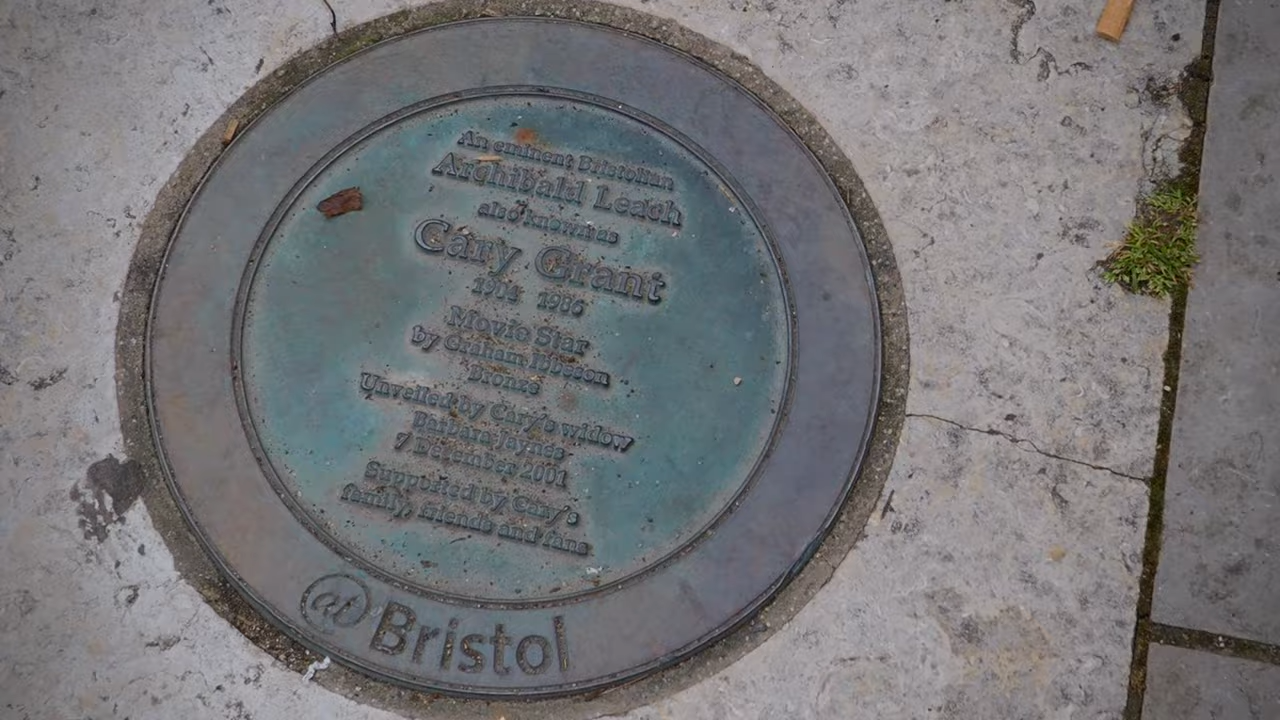 An eminent Bristolian
Archibald Leach
also known as
Cary Grant
1904 1986
Movie Star
by Graham Ibbeson
Bronze
Unveiled by Cary's widow
Barbara Jaynes
7 December 2001
Supported by Cary's
family, friends and fans
at Bristol